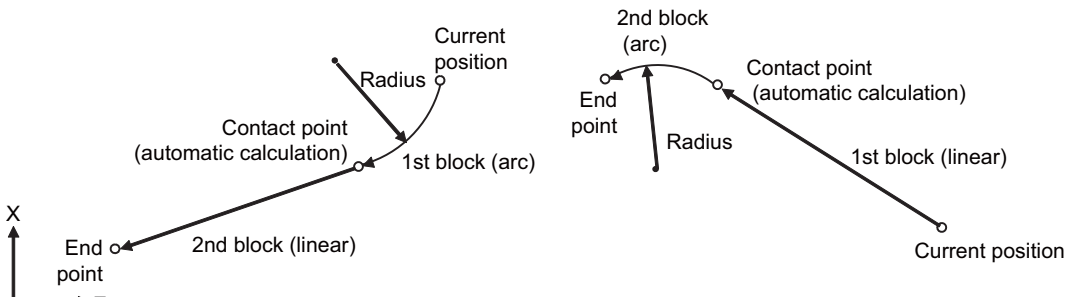 Current
position
Radius
Contact point
(automatic calculation)
1st block (arc)
2nd block (linear)
End
point
X
2nd block
(arc)
End
point
Contact point
(automatic calculation)
Radius
1st block (linear)
Current position